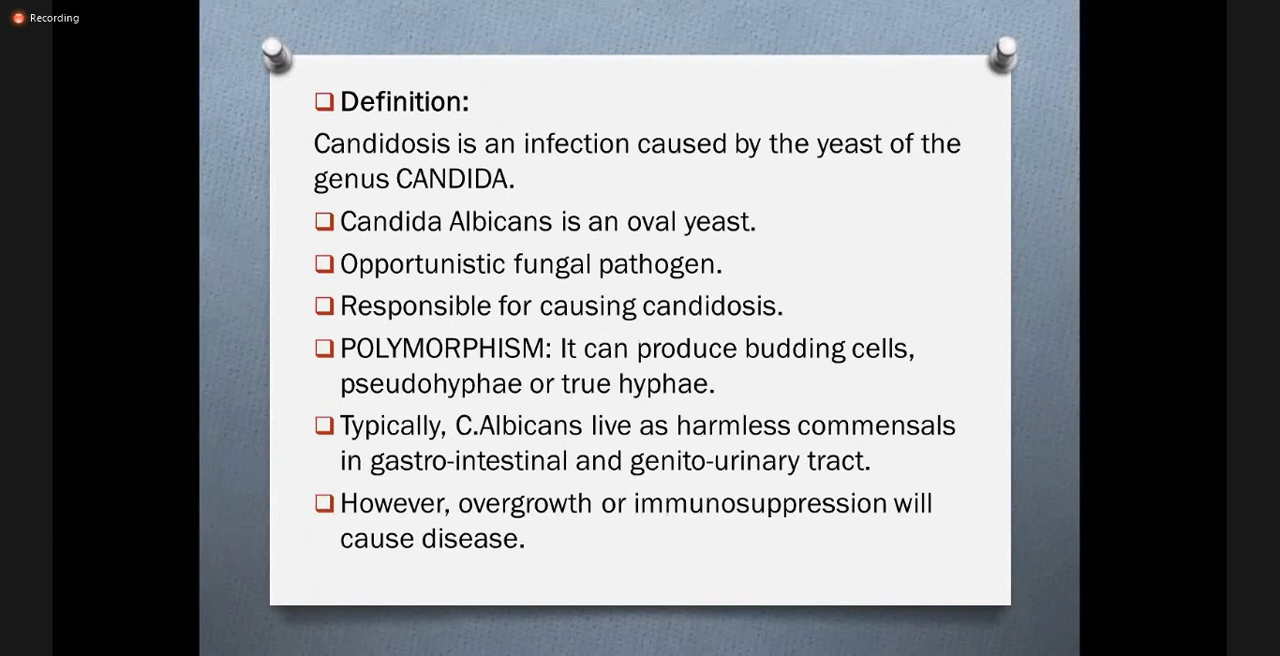 Recording
Definition:
Candidosis is an infection caused by the yeast of the
genus CANDIDA.
Candida Albicans is an oval yeast.
Opportunistic fungal pathogen.
Responsible for causing candidosis.
POLYMORPHISM: It can produce budding cells,
pseudohyphae or true hyphae.
Typically, C.Albicans live as harmless commensals
in gastro-intestinal and genito-urinary tract.
However, overgrowth or immunosuppression will
cause disease.